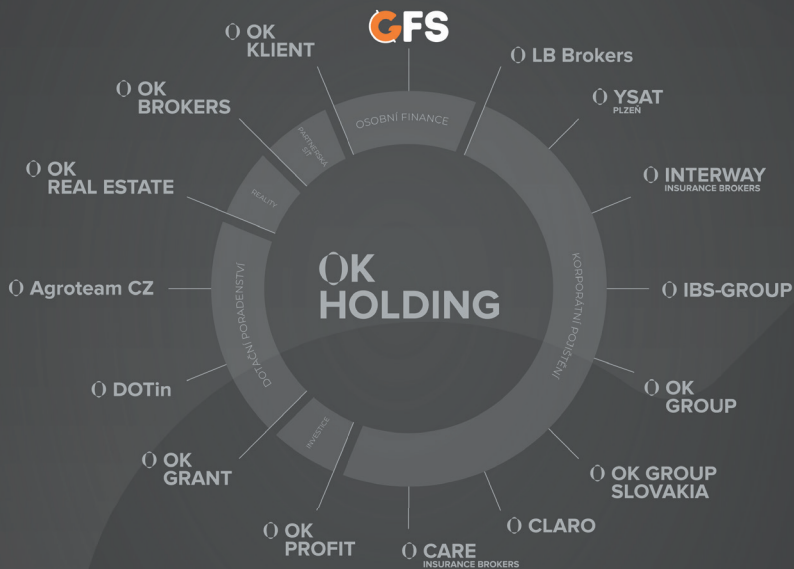 GFS
OK
KLIENT
LB Brokers
OK
BROKERS
YSAT
PLZEŇ
OSOBNÍ FINANCE
PARTNERSKÁ
SÍŤ
OK
REAL ESTATE
REALITY
INTERWAY
INSURANCE BROKERS
OK
HOLDING
KORPORÁTNÍ POJIŠTĚNÍ
DOTAČNÍ PORADENSTVÍ
Agroteam CZ
IBS-GROUP
DOTin
OK
GROUP
INVESTICE
OK
GRANT
OK GROUP
SLOVAKIA
OK
PROFIT
CLARO
CARE
INSURANCE BROKERS